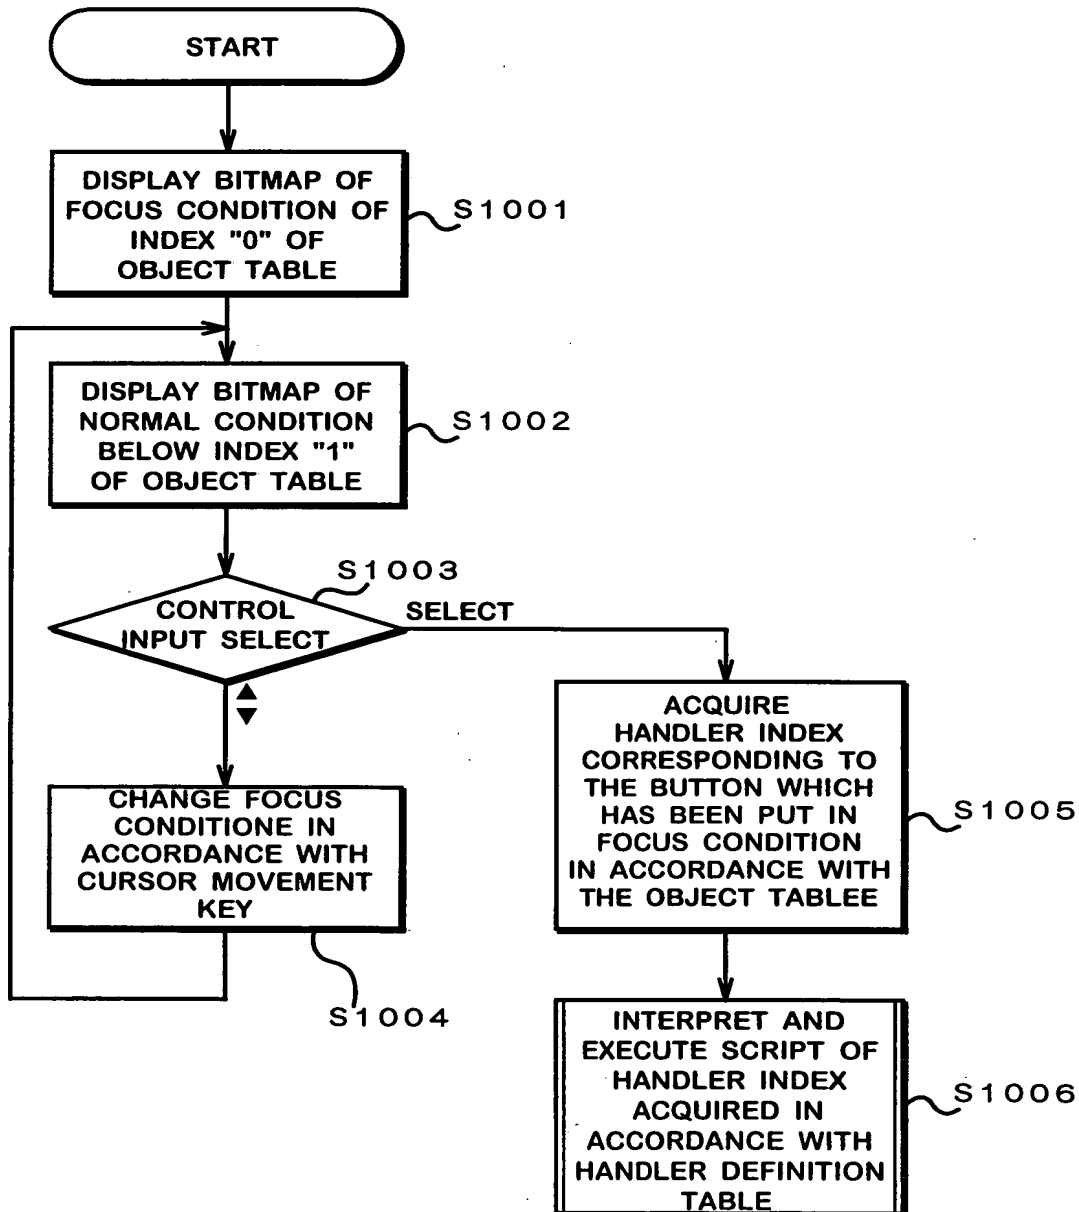 START
DISPLAY BITMAP OF
FOCUS CONDITION OF
INDEX "0" OF
OBJECT TABLE
S1001
DISPLAY BITMAP OF
NORMAL CONDITION
BELOW INDEX "1"
OF OBJECT TABLE
S1002
S1003
CONTROL
INPUT SELECT
SELECT
▲
▼
CHANGE FOCUS
CONDITIONE IN
ACCORDANCE WITH
CURSOR MOVEMENT
KEY
S1004
ACQUIRE
HANDLER INDEX
CORRESPONDING TO
THE BUTTON WHICH
HAS BEEN PUT IN
FOCUS CONDITION
IN ACCORDANCE WITH
THE OBJECT TABLEE
S1005
INTERPRET AND
EXECUTE SCRIPT OF
HANDLER INDEX
ACQUIRED IN
ACCORDANCE WITH
HANDLER DEFINITION
TABLE
S1006